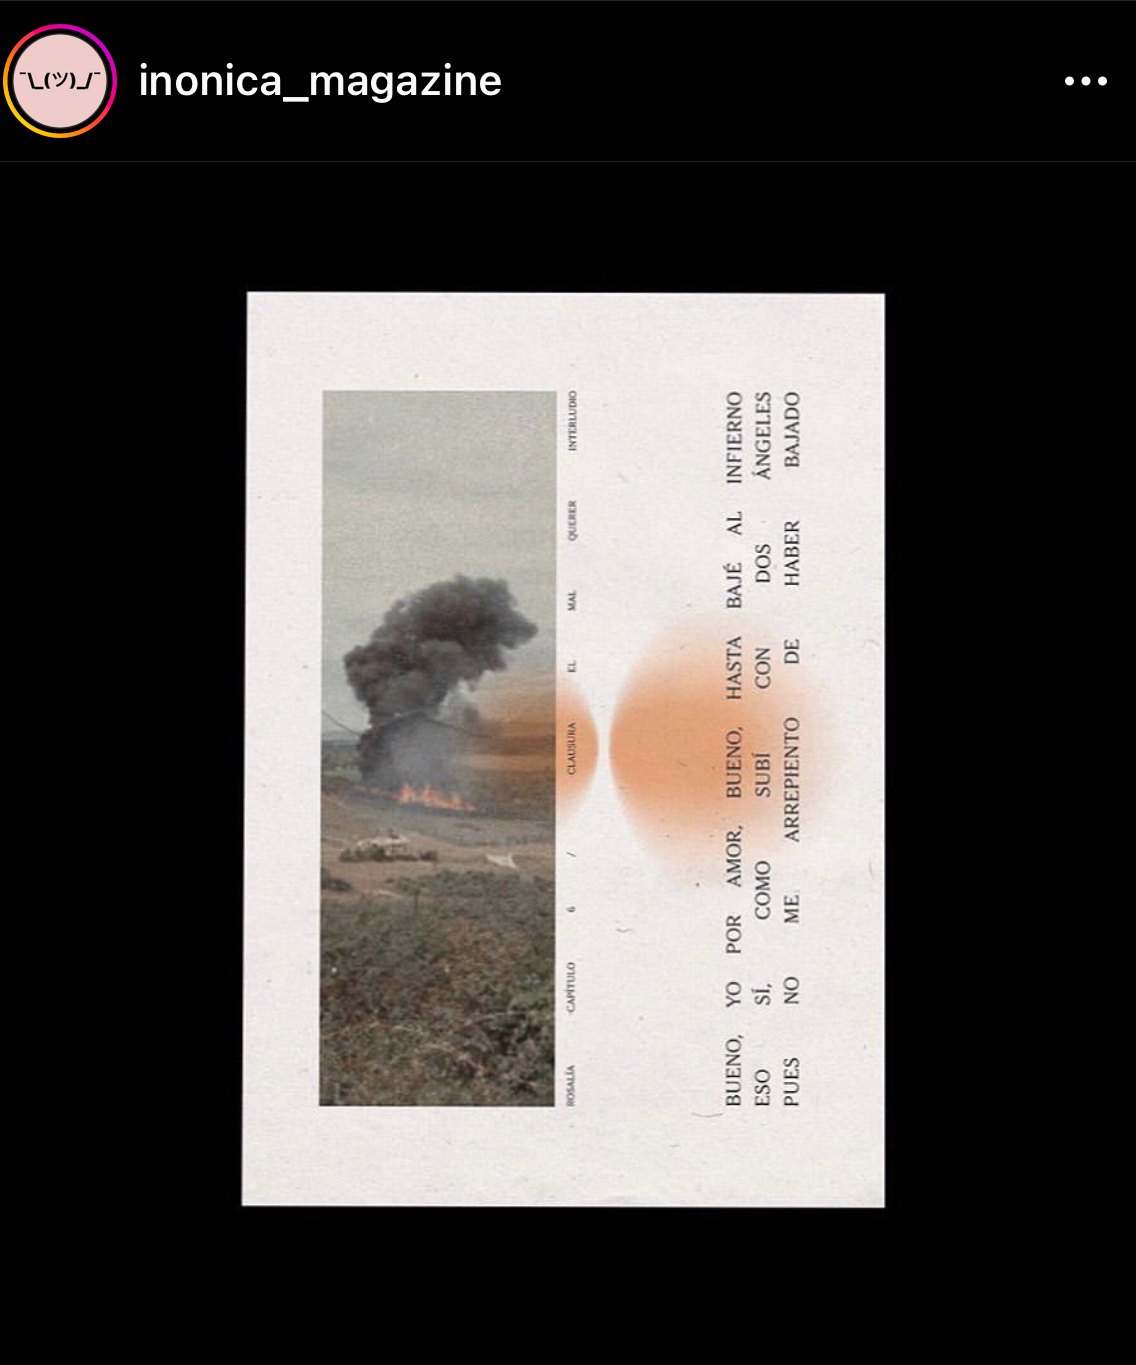 ¯\_(ツ)_/¯
inonica_magazine
ROSALÍA CAPÍTULO 6 / CLAUSURA EL MAL QUERER INTERLUDIO
BUENO, YO POR AMOR, BUENO, HASTA BAJÉ AL INFIERNO
ESO SÍ, COMO SUBÍ CON DOS ÁNGELES
PUES NO ME ARREPIENTO DE HABER BAJADO